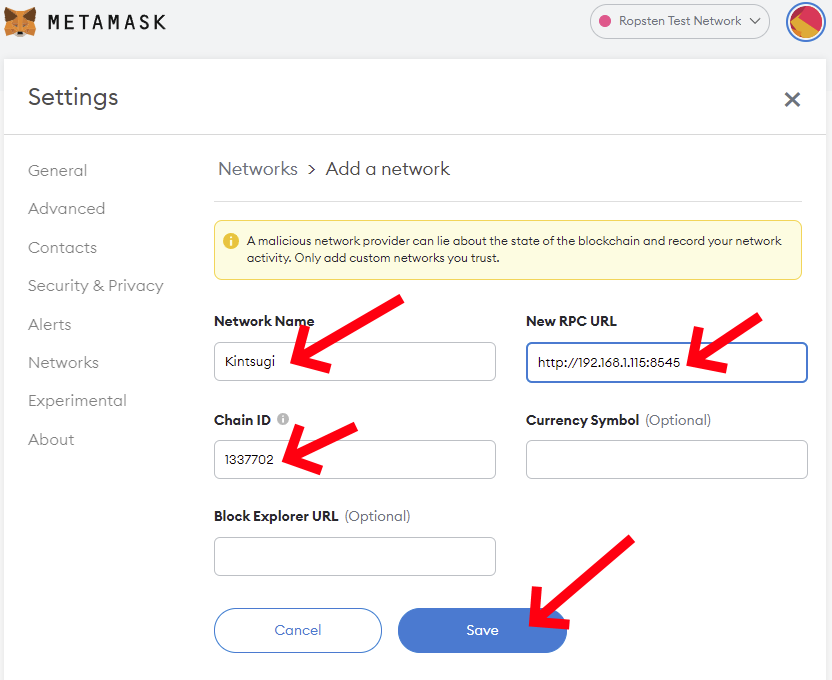 METAMASK
Ropsten Test Network
Settings
General
Advanced
Contacts
Security & Privacy
Alerts
Networks
Experimental
About
Networks > Add a network
A malicious network provider can lie about the state of the blockchain and record your network
activity. Only add custom networks you trust.
Network Name
Kintsugi
New RPC URL
http://192.168.1.115:8545
Chain ID
1337702
Currency Symbol (Optional)
Block Explorer URL (Optional)
Cancel
Save